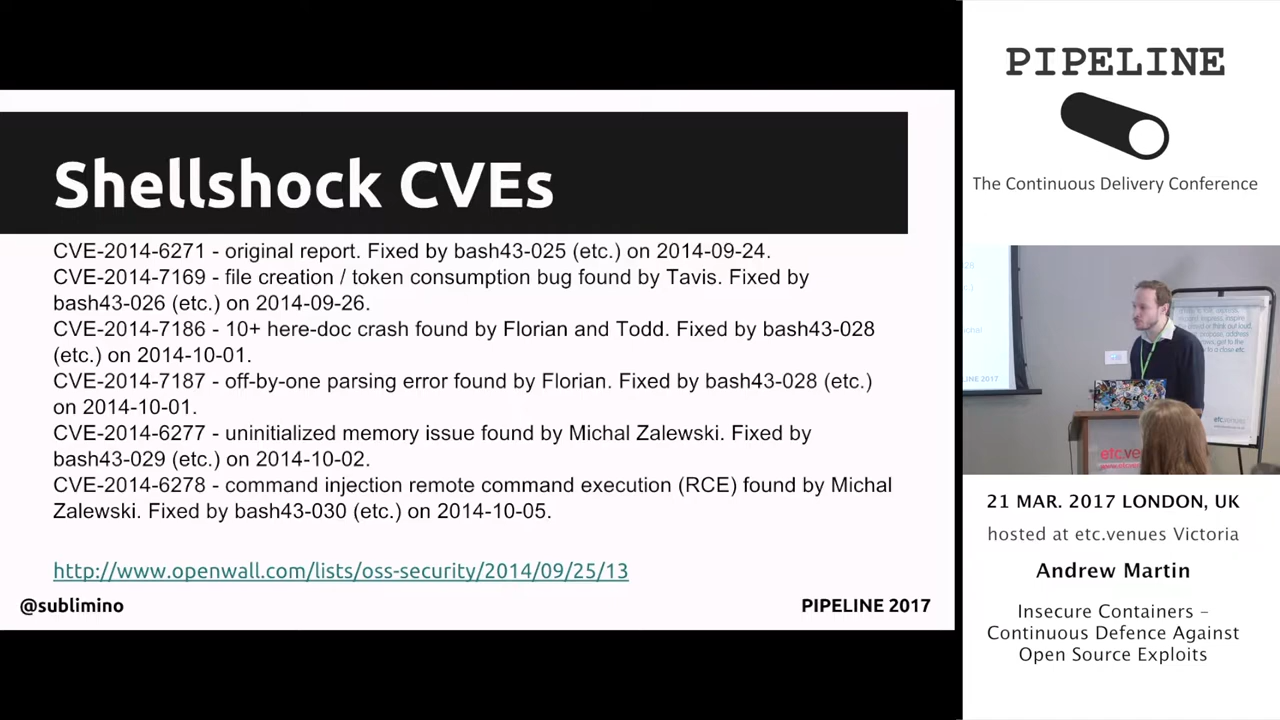 Shellshock CVEs
CVE-2014-6271 - original report. Fixed by bash43-025 (etc.) on 2014-09-24.
CVE-2014-7169 - file creation / token consumption bug found by Tavis. Fixed by
bash43-026 (etc.) on 2014-09-26.
CVE-2014-7186 - 10+ here-doc crash found by Florian and Todd. Fixed by bash43-028
(etc.) on 2014-10-01.
CVE-2014-7187 - off-by-one parsing error found by Florian. Fixed by bash43-028 (etc.)
on 2014-10-01.
CVE-2014-6277 - uninitialized memory issue found by Michal Zalewski. Fixed by
bash43-029 (etc.) on 2014-10-02.
CVE-2014-6278 - command injection remote command execution (RCE) found by Michal
Zalewski. Fixed by bash43-030 (etc.) on 2014-10-05.
http://www.openwall.com/lists/oss-security/2014/09/25/13
@sublimino
PIPELINE 2017
PIPELINE
The Continuous Delivery Conference
LINE 2017
etc.ve
21 MAR. 2017 LONDON, UK
hosted at etc.venues Victoria
Andrew Martin
Insecure Containers –
Continuous Defence Against
Open Source Exploits